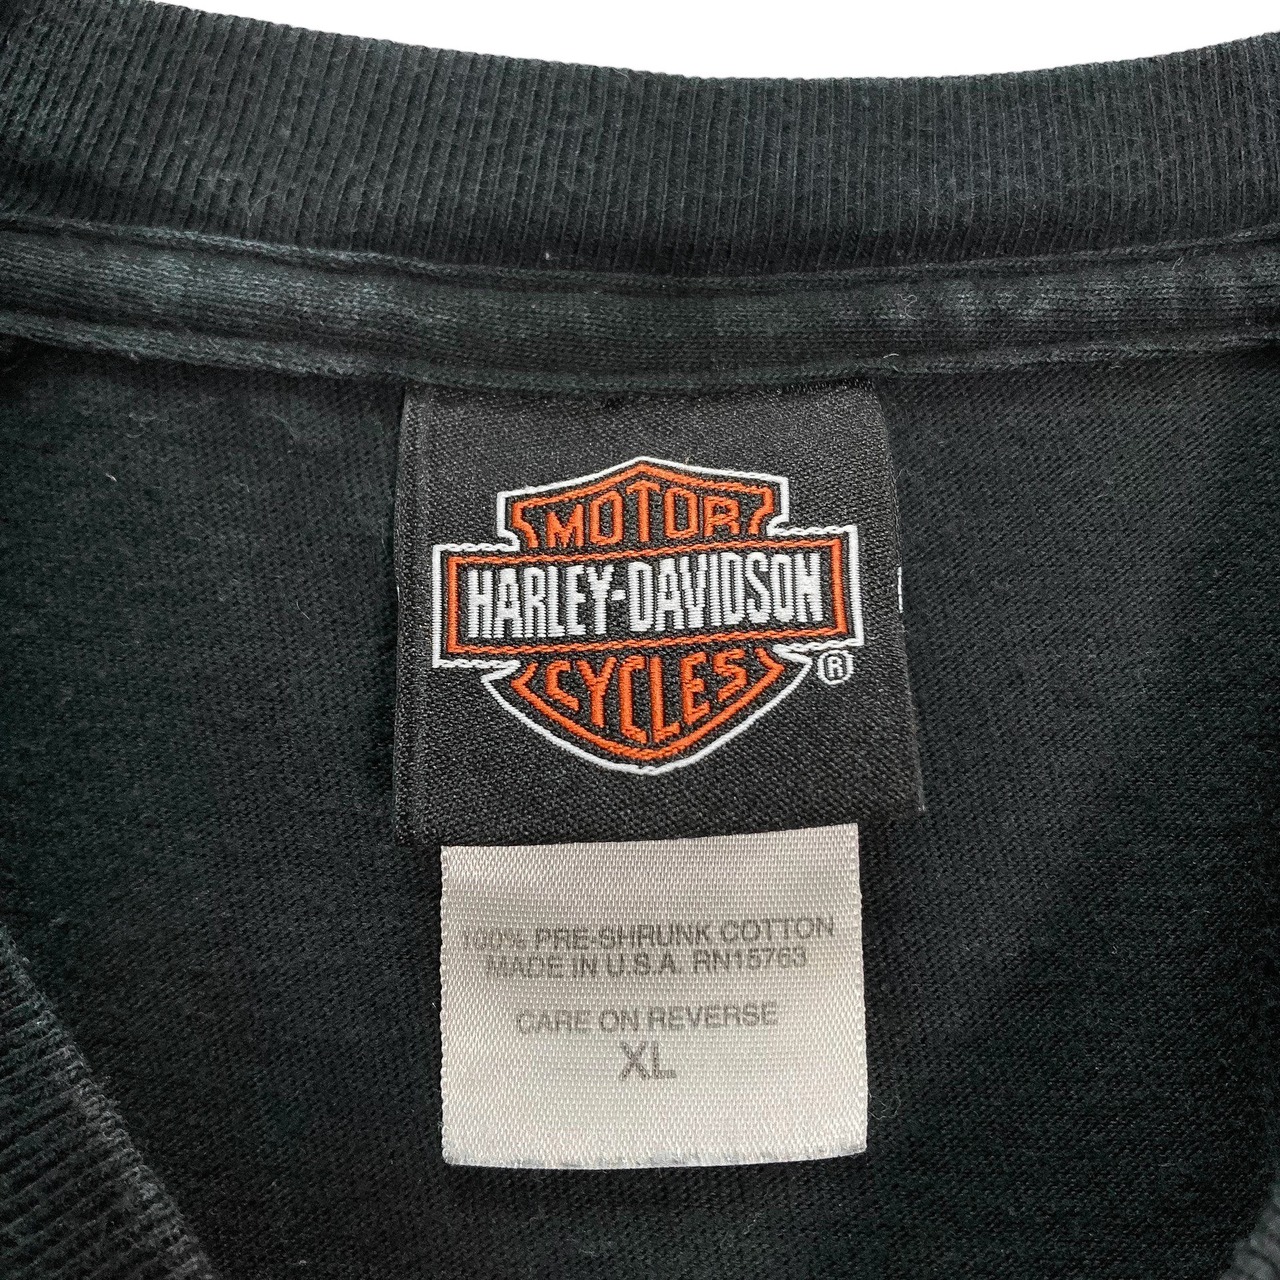 MOTOR
HARLEY-DAVIDSON
CYCLES
®
100% PRE-SHRUNK COTTON
MADE IN U.S.A. RN15763
CARE ON REVERSE
XL